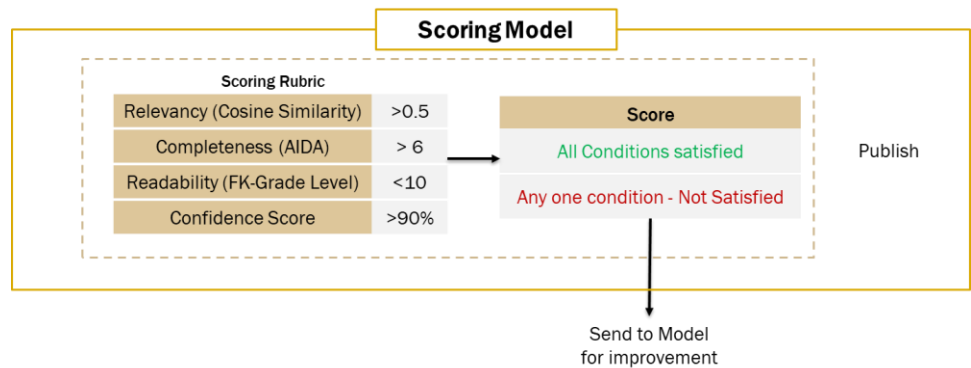 Scoring Model
Scoring Rubric
Relevancy (Cosine Similarity) >0.5
Completeness (AIDA) > 6
Readability (FK-Grade Level) <10
Confidence Score >90%
Score
All Conditions satisfied
Any one condition - Not Satisfied
Publish
Send to Model
for improvement